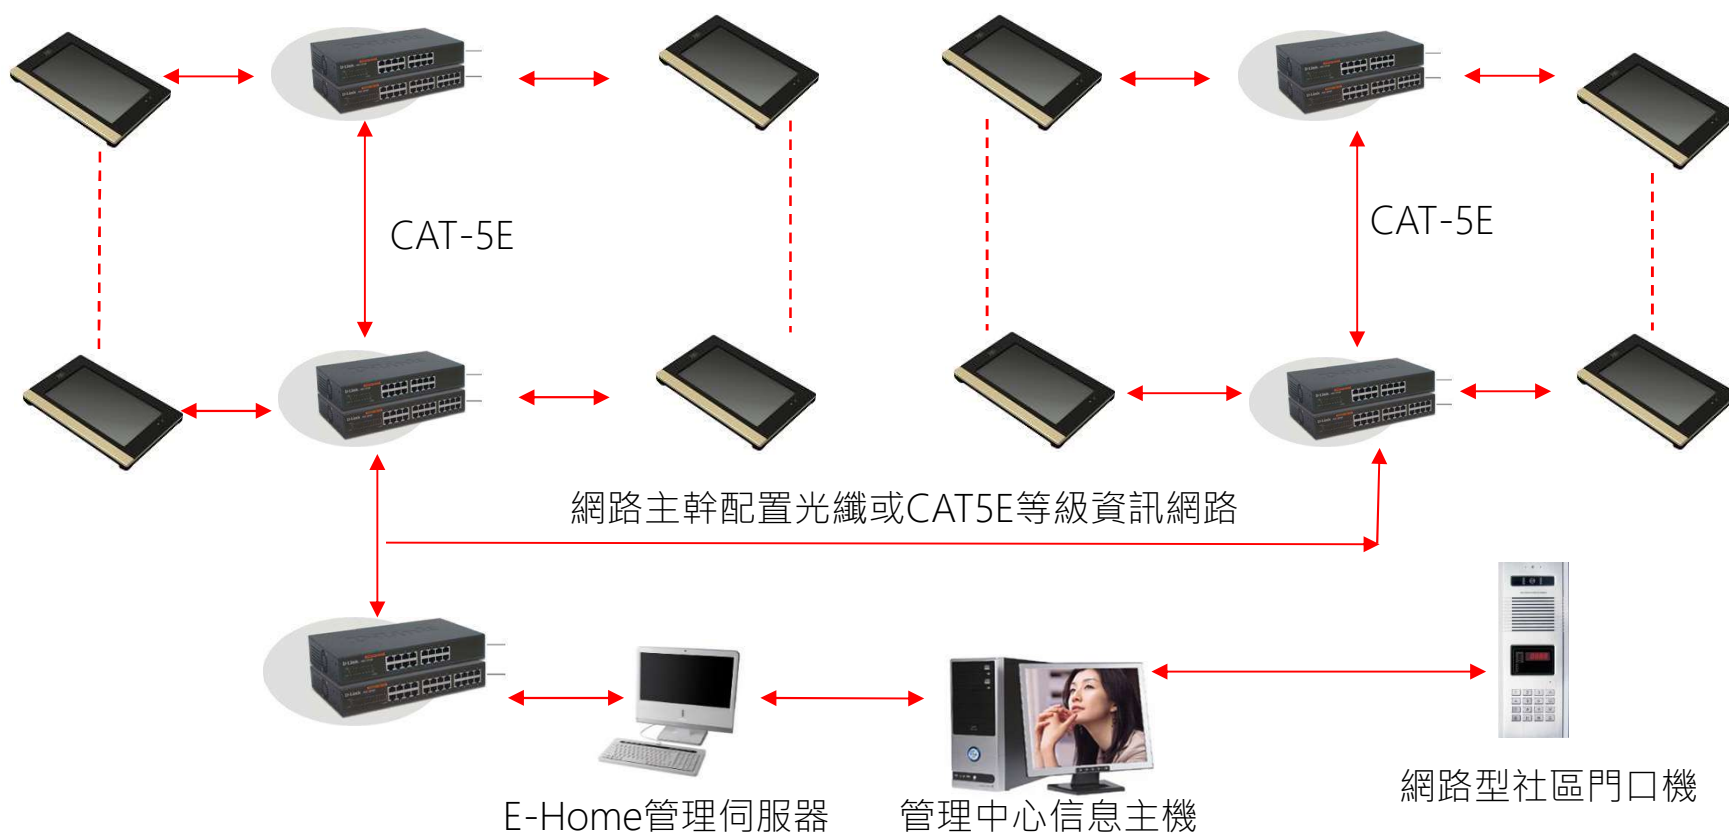 CAT-5E
CAT-5E
網路主幹配置光纖或CAT5E等級資訊網路
E-Home管理伺服器
管理中心信息主機
網路型社區門口機